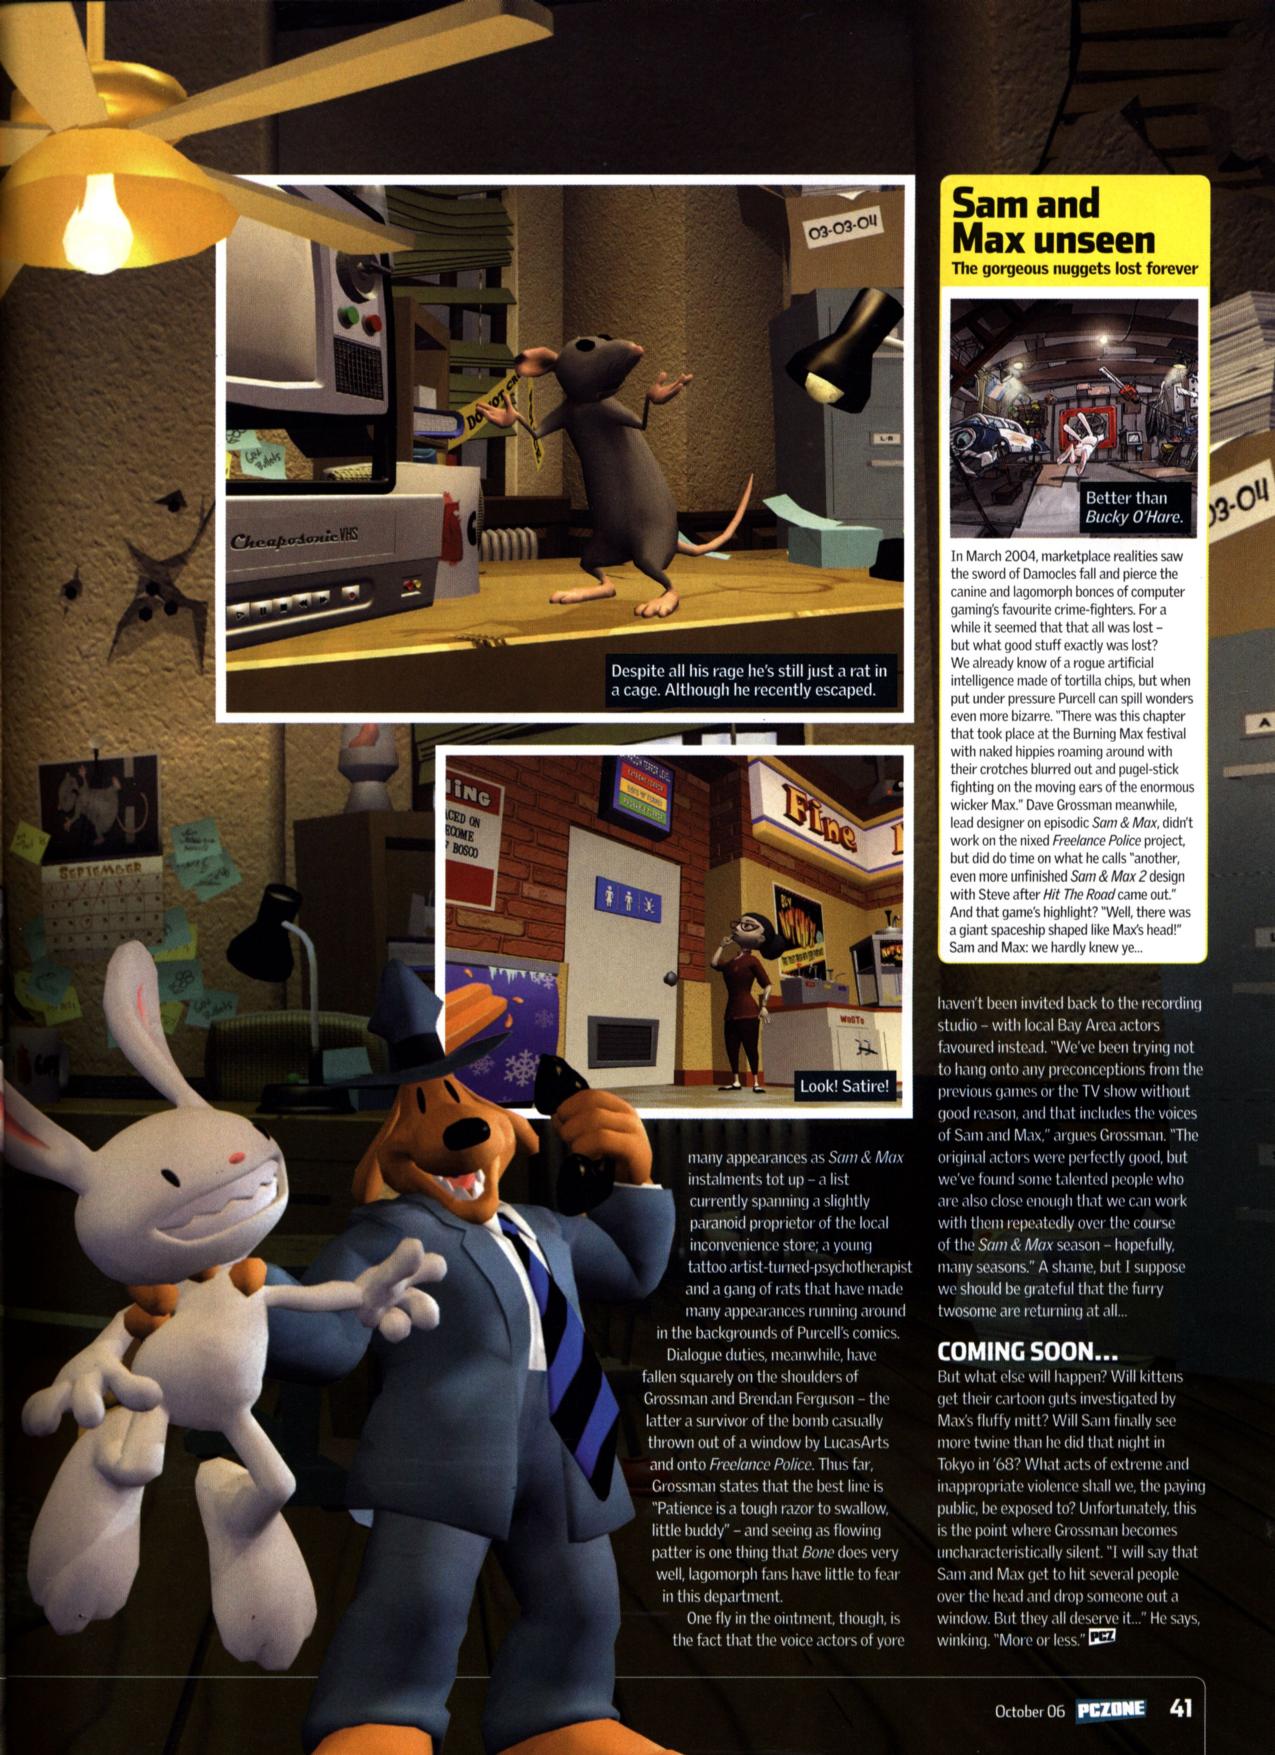 03-03-04
DO NOT CR
L-R
Get
Bullets
Cheaposonic VHS
Despite all his rage he's still just a rat in
a cage. Although he recently escaped.
Sam and
Max unseen
The gorgeous nuggets lost forever
Better than
Bucky O'Hare.
In March 2004, marketplace realities saw
the sword of Damocles fall and pierce the
canine and lagomorph bonces of computer
gaming's favourite crime-fighters. For a
while it seemed that that all was lost –
but what good stuff exactly was lost?
We already know of a rogue artificial
intelligence made of tortilla chips, but when
put under pressure Purcell can spill wonders
even more bizarre. "There was this chapter
that took place at the Burning Max festival
with naked hippies roaming around with
their crotches blurred out and pugel-stick
fighting on the moving ears of the enormous
wicker Max." Dave Grossman meanwhile,
lead designer on episodic Sam & Max, didn't
work on the nixed Freelance Police project,
but did do time on what he calls "another,
even more unfinished Sam & Max 2 design
with Steve after Hit The Road came out."
And that game's highlight? "Well, there was
a giant spaceship shaped like Max's head!"
Sam and Max: we hardly knew ye...
03-04
A
SEPTEMBER
Get
Bullets
ING
ACED ON
ECOME
BOSCO
Fine
WASTE
Look! Satire!
many appearances as Sam & Max
instalments tot up – a list
currently spanning a slightly
paranoid proprietor of the local
inconvenience store; a young
tattoo artist-turned-psychotherapist
and a gang of rats that have made
many appearances running around
in the backgrounds of Purcell's comics.
Dialogue duties, meanwhile, have
fallen squarely on the shoulders of
Grossman and Brendan Ferguson – the
latter a survivor of the bomb casually
thrown out of a window by LucasArts
and onto Freelance Police. Thus far,
Grossman states that the best line is
"Patience is a tough razor to swallow,
little buddy" – and seeing as flowing
patter is one thing that Bone does very
well, lagomorph fans have little to fear
in this department.
One fly in the ointment, though, is
the fact that the voice actors of yore
haven't been invited back to the recording
studio – with local Bay Area actors
favoured instead. "We've been trying not
to hang onto any preconceptions from the
previous games or the TV show without
good reason, and that includes the voices
of Sam and Max," argues Grossman. "The
original actors were perfectly good, but
we've found some talented people who
are also close enough that we can work
with them repeatedly over the course
of the Sam & Max season – hopefully,
many seasons." A shame, but I suppose
we should be grateful that the furry
twosome are returning at all...
COMING SOON...
But what else will happen? Will kittens
get their cartoon guts investigated by
Max's fluffy mitt? Will Sam finally see
more twine than he did that night in
Tokyo in '68? What acts of extreme and
inappropriate violence shall we, the paying
public, be exposed to? Unfortunately, this
is the point where Grossman becomes
uncharacteristically silent. "I will say that
Sam and Max get to hit several people
over the head and drop someone out a
window. But they all deserve it..." He says,
winking. "More or less." PCZ
October 06 PCZONE 41